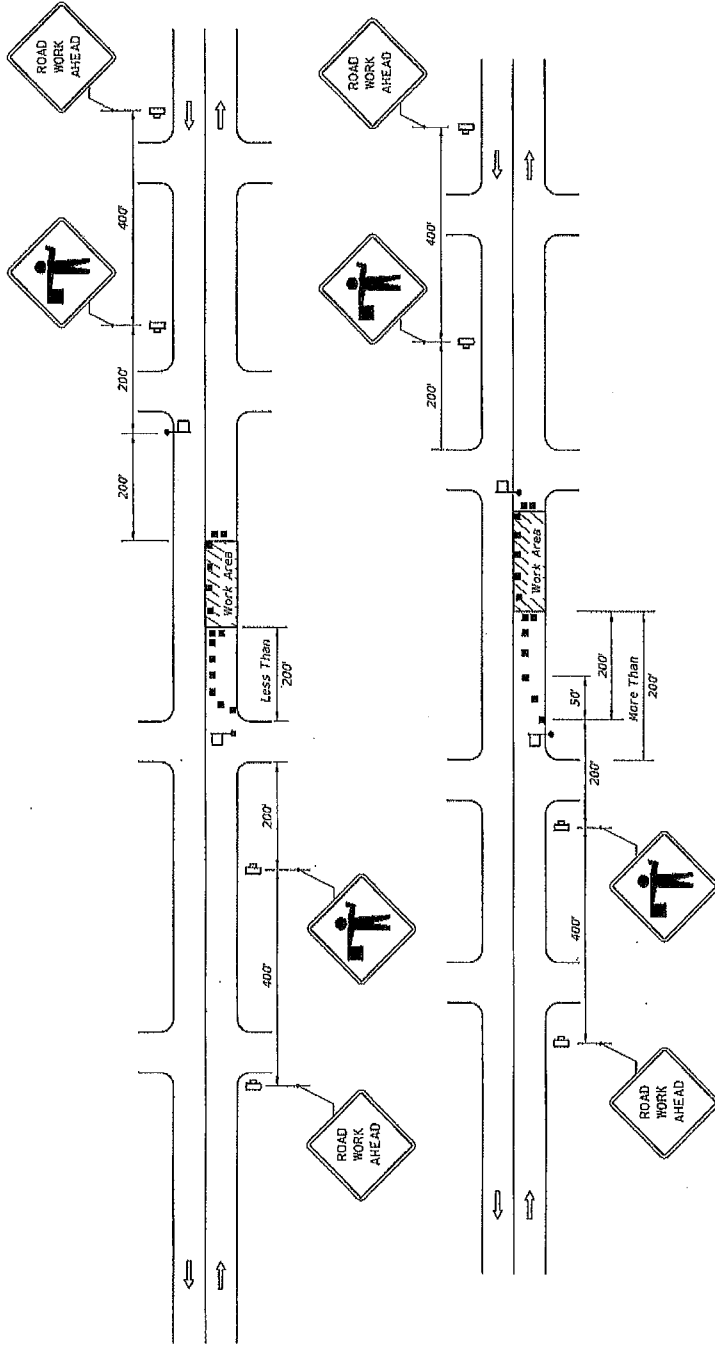 ROAD
WORK
AHEAD
400'
200'
200'
Work Area
Less Than
200'
200'
400'
ROAD
WORK
AHEAD
ROAD
WORK
AHEAD
400'
200'
Work Area
200'
50'
More Than
200'
200'
400'
ROAD
WORK
AHEAD